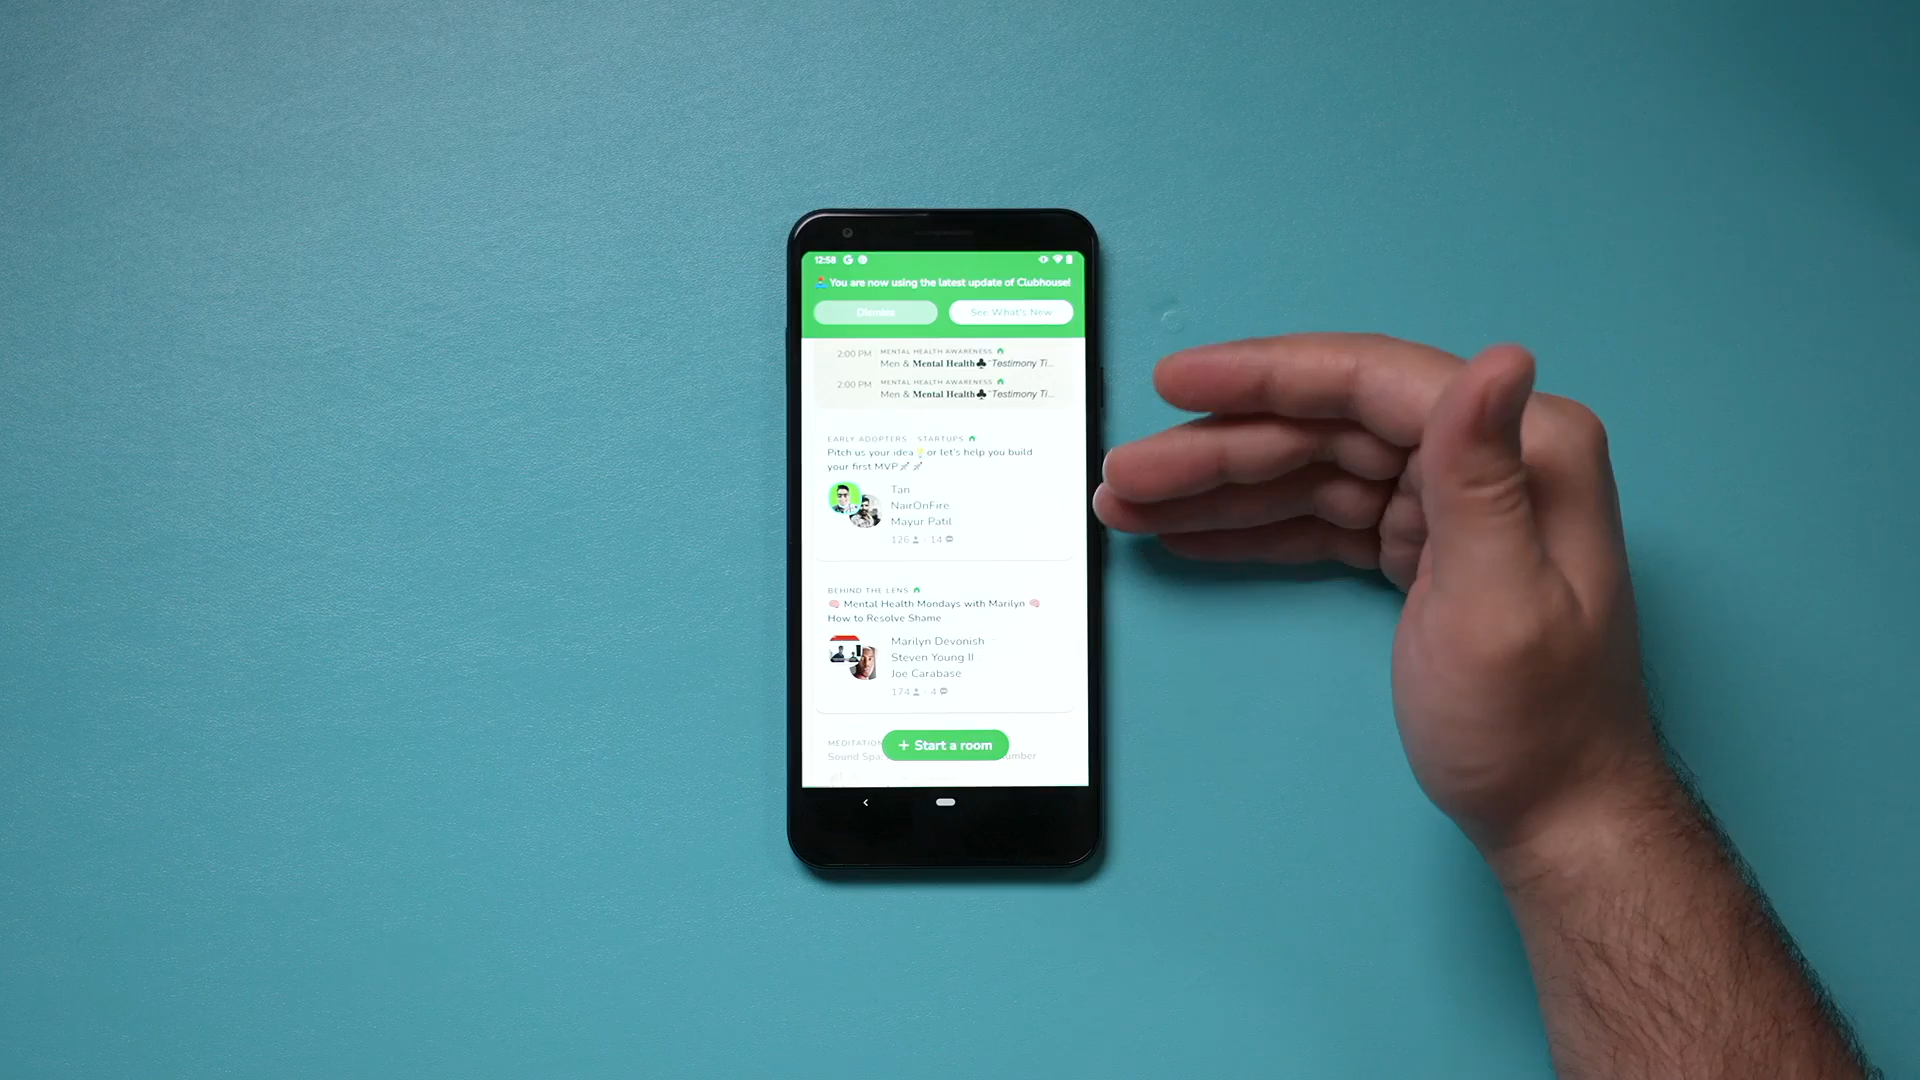 12:58
You are now using the latest update of Clubhouse!
Dismiss
See What's New
2:00 PM MENTAL HEALTH AWARENESS
Men & Mental Health♣"Testimony Ti...
2:00 PM MENTAL HEALTH AWARENESS
Men & Mental Health♣"Testimony Ti...
EARLY ADOPTERS · STARTUPS
Pitch us your idea💡or let's help you build
your first MVP🚀🚀
Tan
NairOnFire
Mayur Patil
126 · 14
BEHIND THE LENS
🧠 Mental Health Mondays with Marilyn 🧠
How to Resolve Shame
Marilyn Devonish
Steven Young II
Joe Carabase
174 · 4
+ Start a room
Sound Spa: